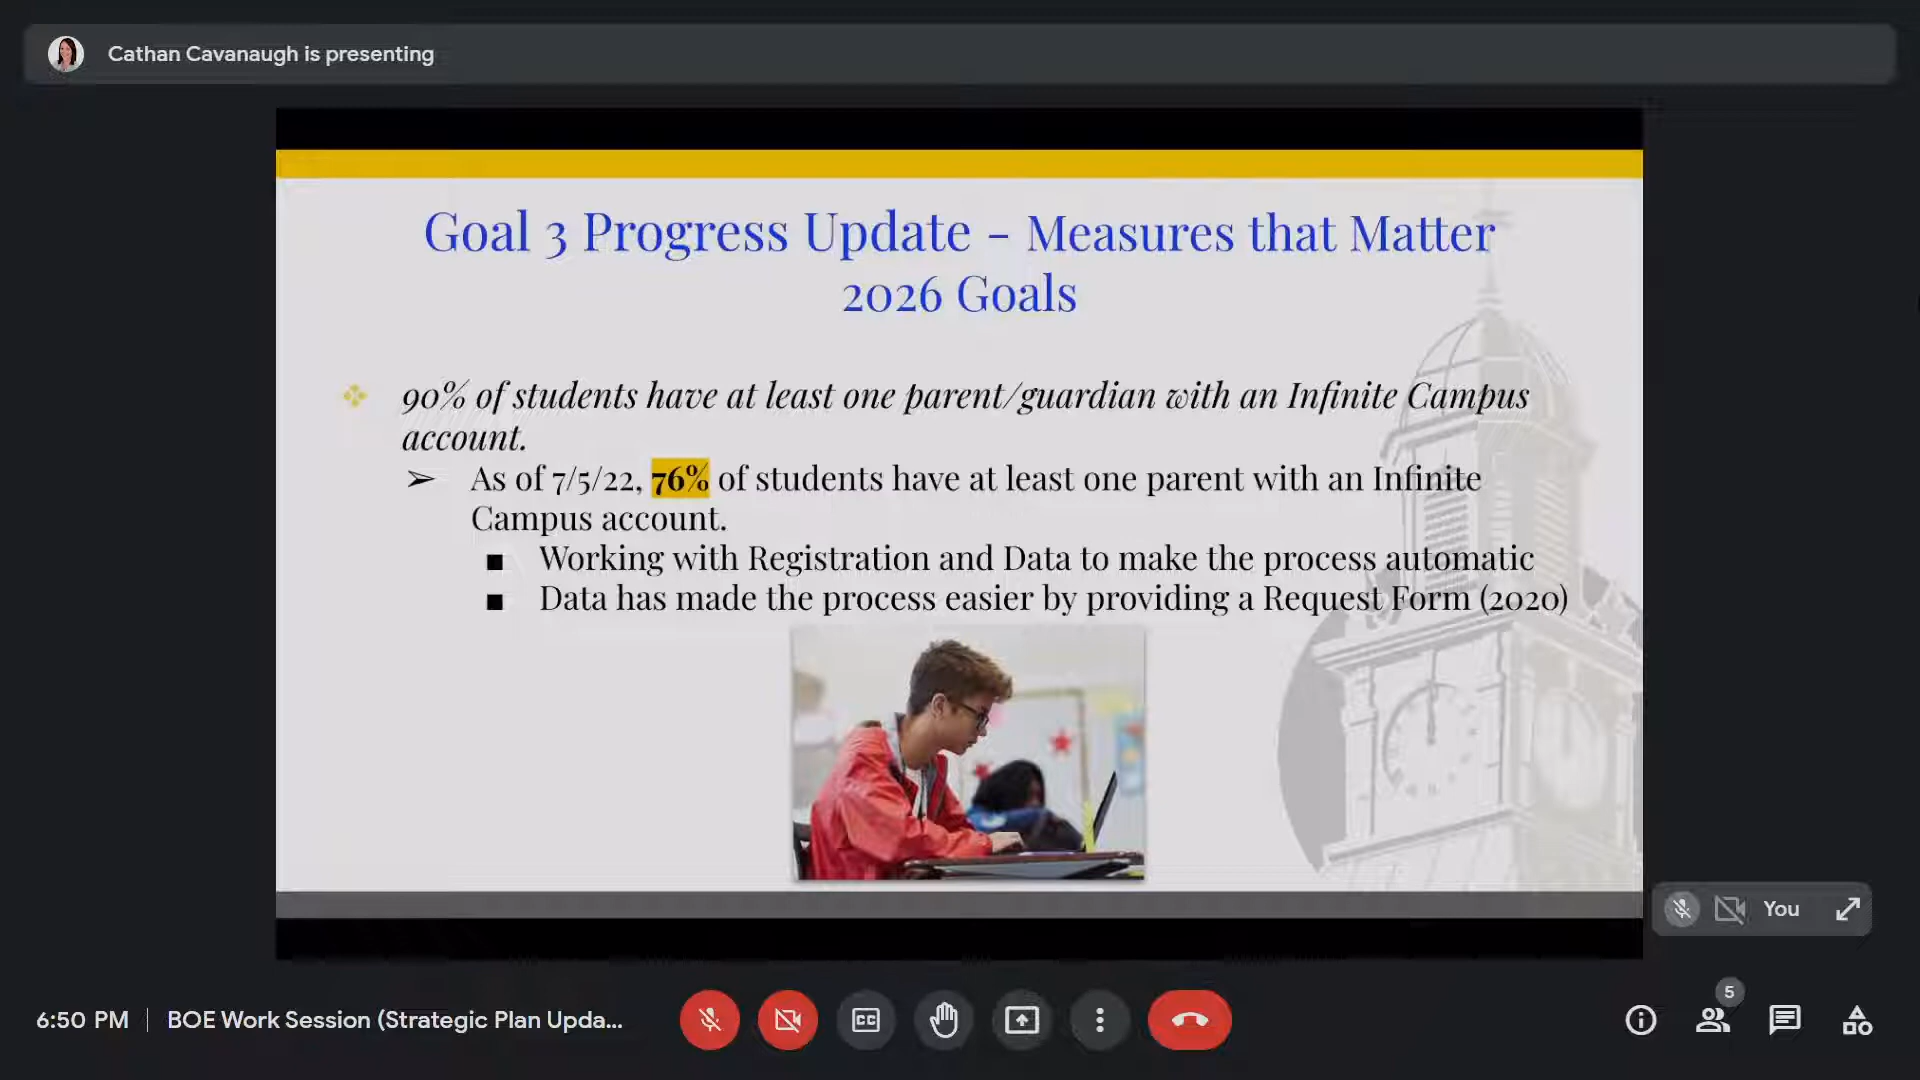 Cathan Cavanaugh is presenting
Goal 3 Progress Update - Measures that Matter
2026 Goals
90% of students have at least one parent/guardian with an Infinite Campus
account.
As of 7/5/22, 76% of students have at least one parent with an Infinite
Campus account.
Working with Registration and Data to make the process automatic
Data has made the process easier by providing a Request Form (2020)
You
6:50 PM
BOE Work Session (Strategic Plan Upda...
CC
5